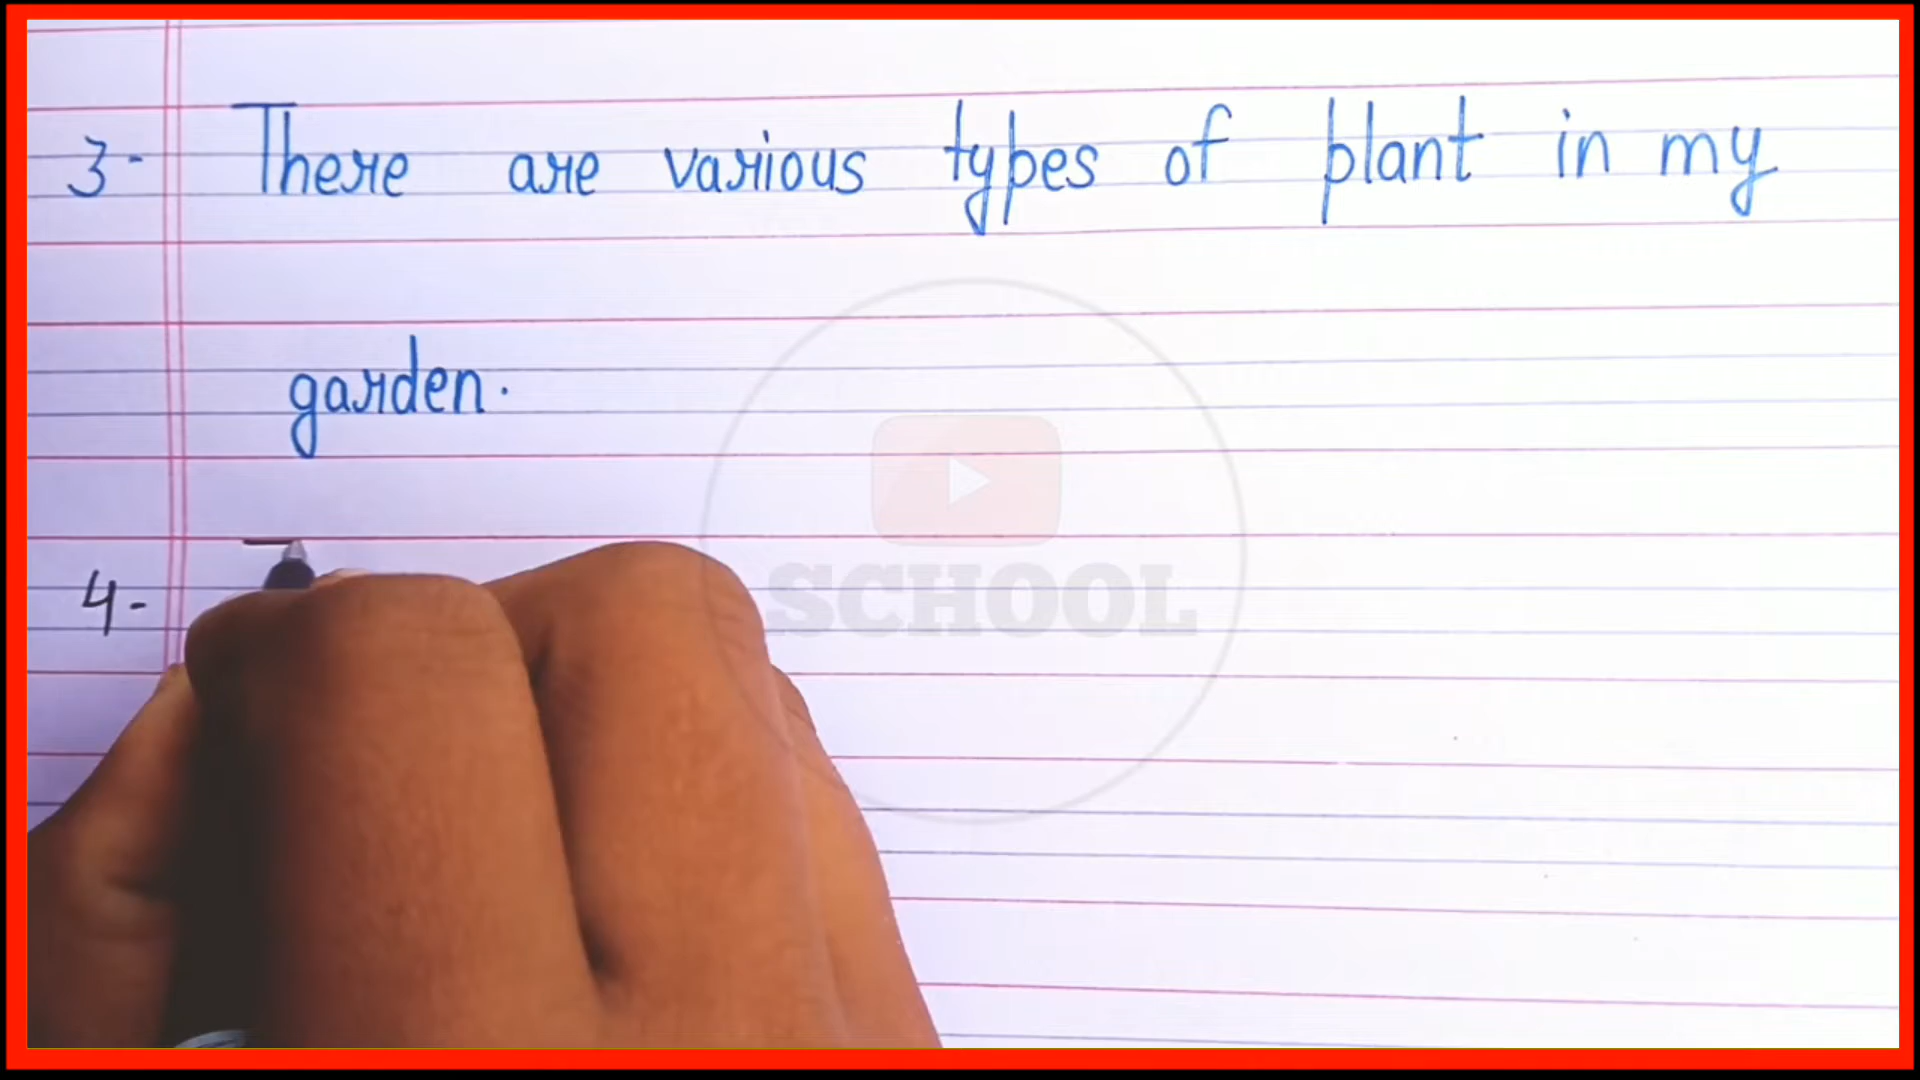 3- There are various types of plant in my
garden.
SCHOOL
4-